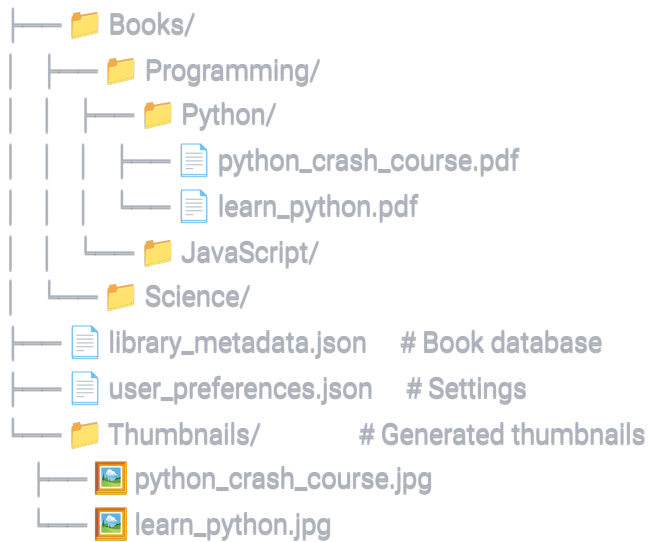 ├── 📁 Books/
│   ├── 📁 Programming/
│   │   ├── 📁 Python/
│   │   │   ├── 📄 python_crash_course.pdf
│   │   │   └── 📄 learn_python.pdf
│   │   └── 📁 JavaScript/
│   └── 📁 Science/
├── 📄 library_metadata.json    # Book database
├── 📄 user_preferences.json    # Settings
└── 📁 Thumbnails/              # Generated thumbnails
    ├── 🖼️ python_crash_course.jpg
    └── 🖼️ learn_python.jpg